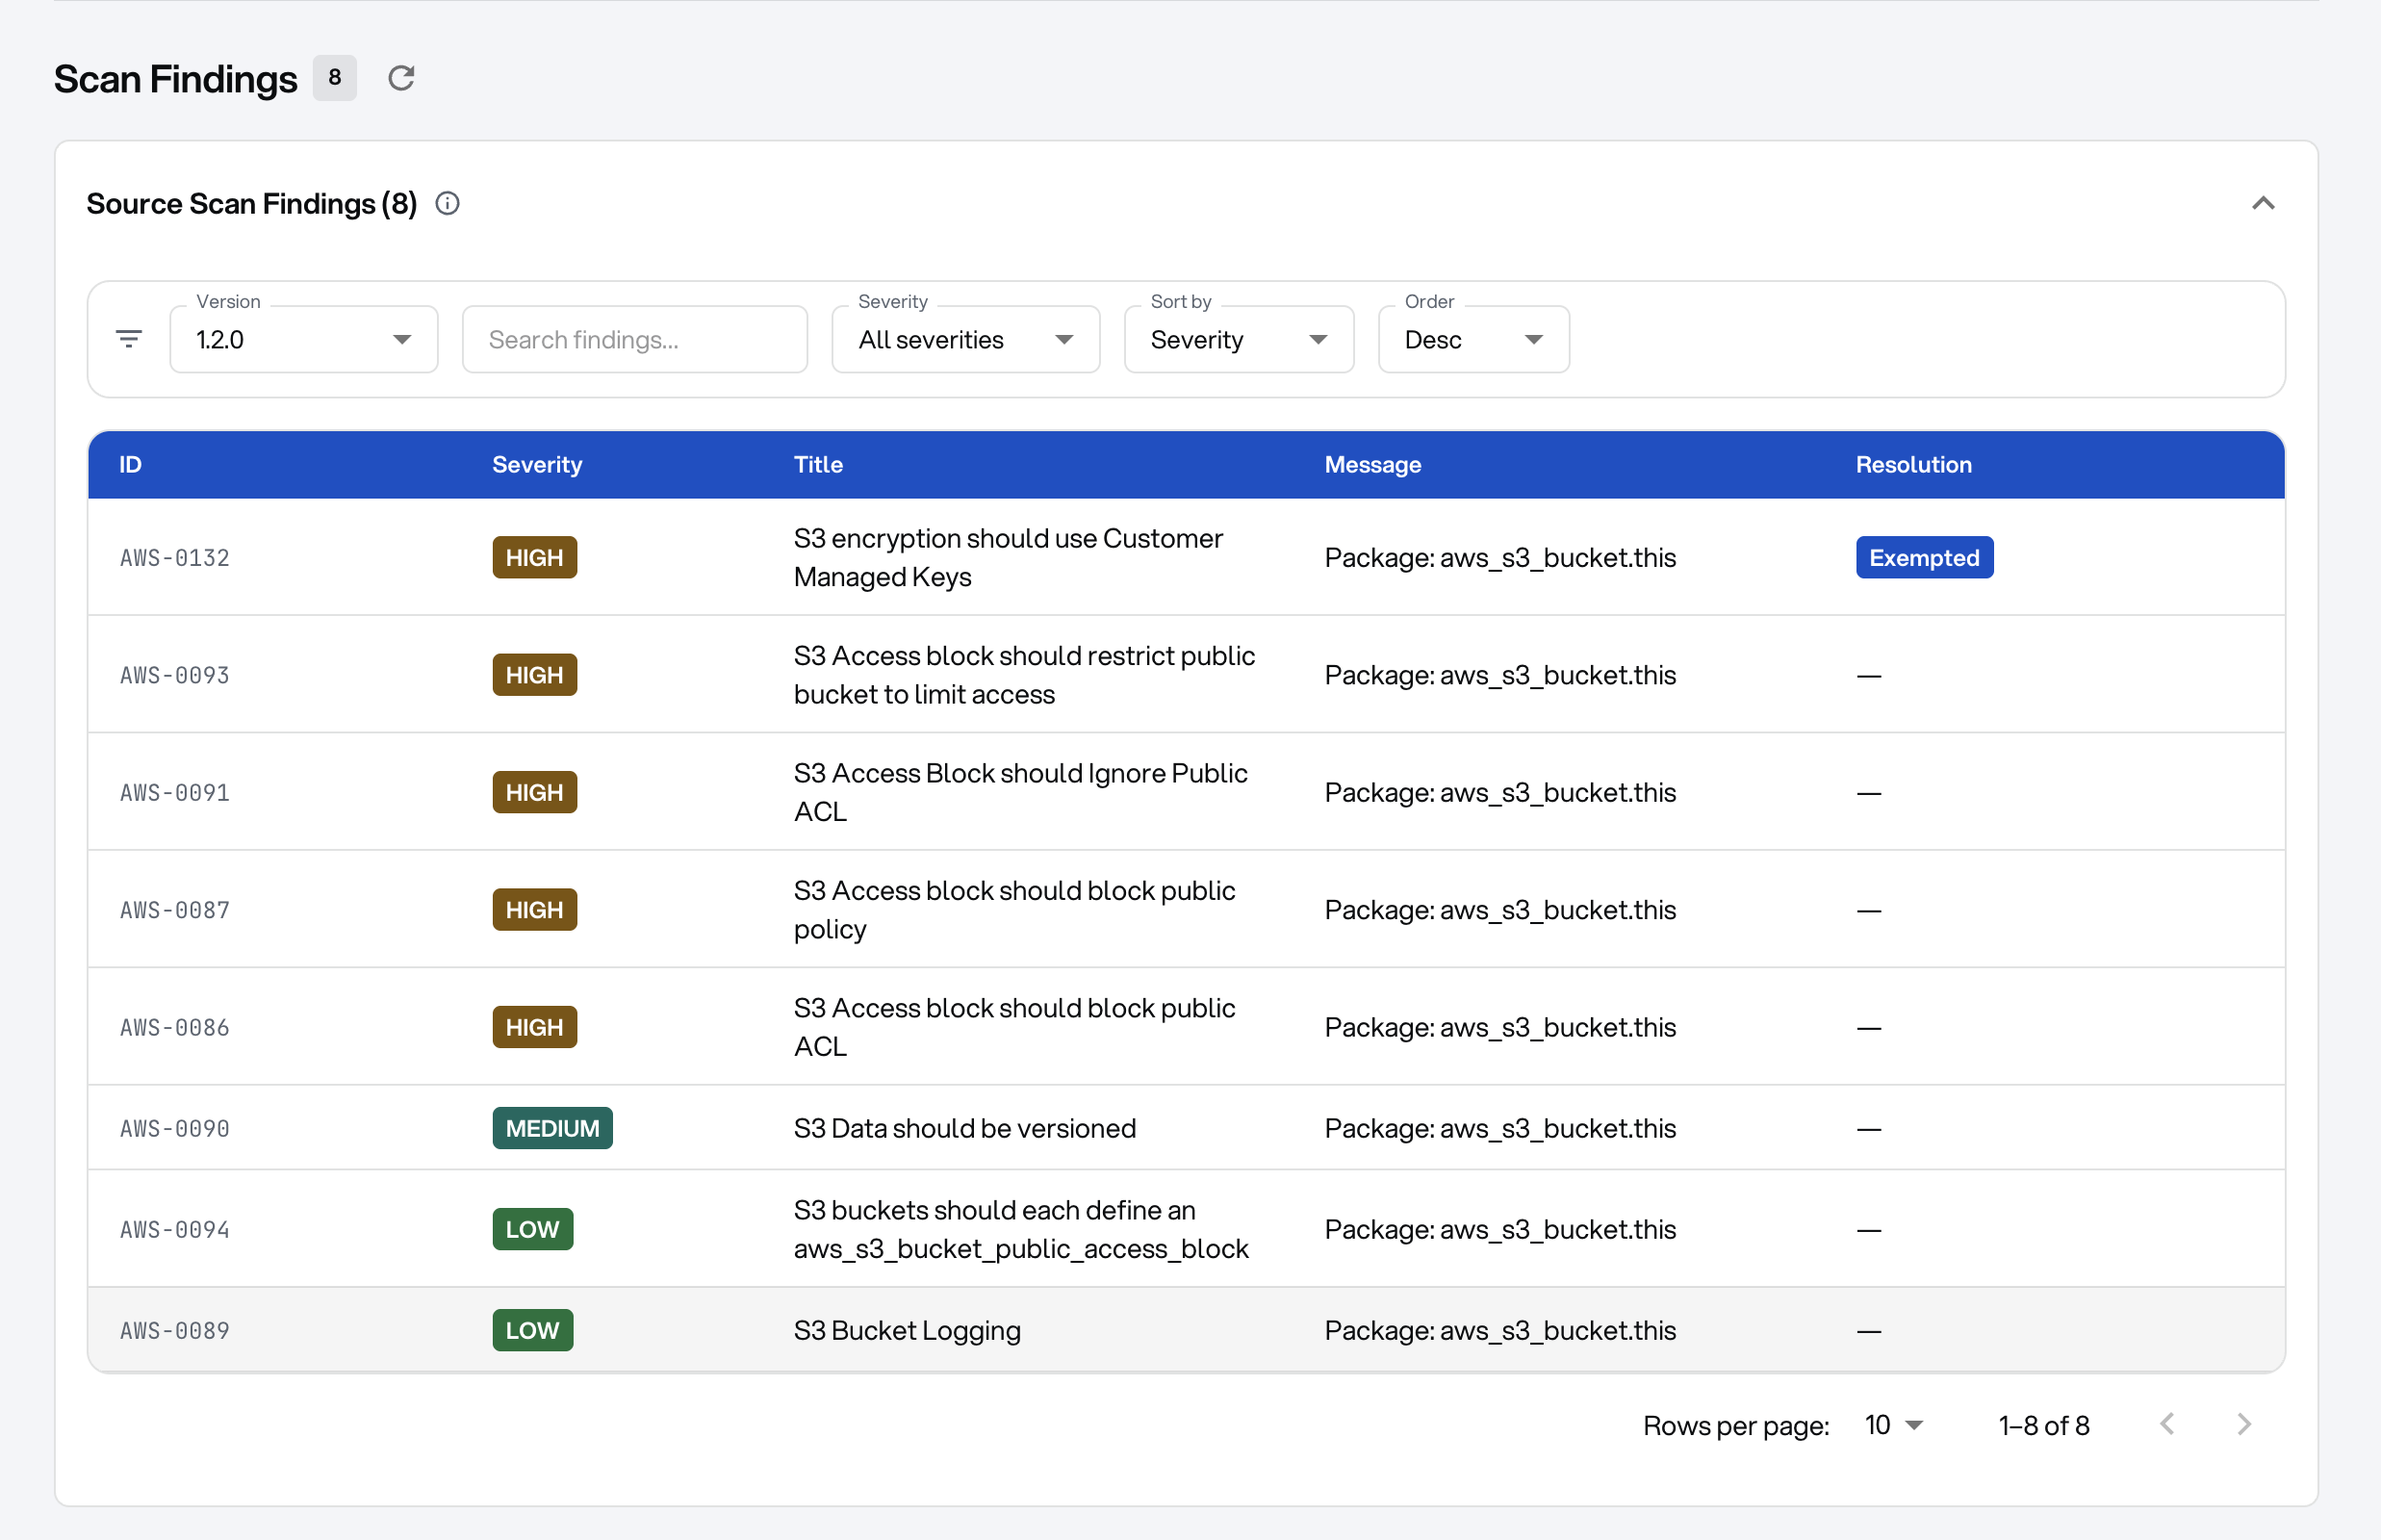 Scan Findings 8
Source Scan Findings (8)
Version
1.2.0
Search findings...
Severity
All severities
Sort by
Severity
Order
Desc
ID Severity Title Message Resolution
AWS-0132 HIGH S3 encryption should use Customer Managed Keys Package: aws_s3_bucket.this Exempted
AWS-0093 HIGH S3 Access block should restrict public bucket to limit access Package: aws_s3_bucket.this —
AWS-0091 HIGH S3 Access Block should Ignore Public ACL Package: aws_s3_bucket.this —
AWS-0087 HIGH S3 Access block should block public policy Package: aws_s3_bucket.this —
AWS-0086 HIGH S3 Access block should block public ACL Package: aws_s3_bucket.this —
AWS-0090 MEDIUM S3 Data should be versioned Package: aws_s3_bucket.this —
AWS-0094 LOW S3 buckets should each define an aws_s3_bucket_public_access_block Package: aws_s3_bucket.this —
AWS-0089 LOW S3 Bucket Logging Package: aws_s3_bucket.this —
Rows per page: 10 1–8 of 8